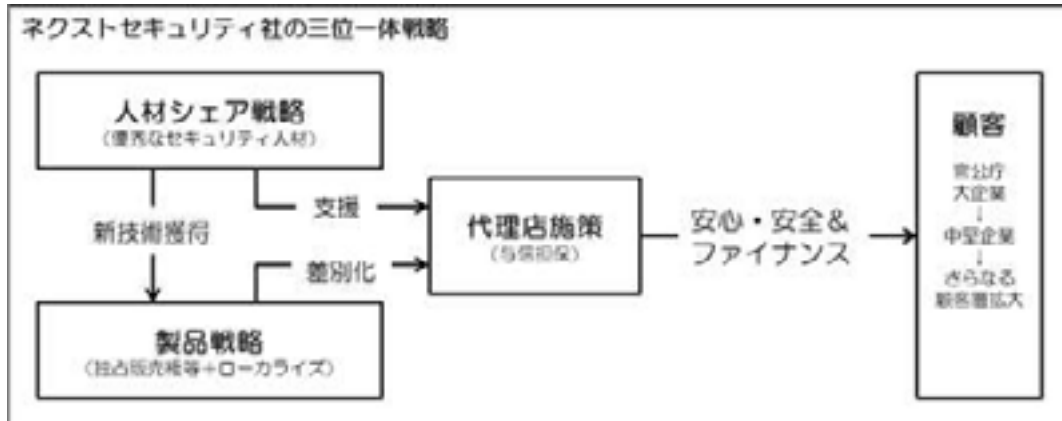 ネクストセキュリティ社の三位一体戦略
人材シェア戦略
（優秀なセキュリティ人材）
新技術獲得
支援
差別化
製品戦略
（独占販売権等＋ローカライズ）
代理店施策
（与信担保）
安心・安全＆
ファイナンス
顧客
官公庁
大企業
↓
中堅企業
↓
さらなる
顧客層拡大